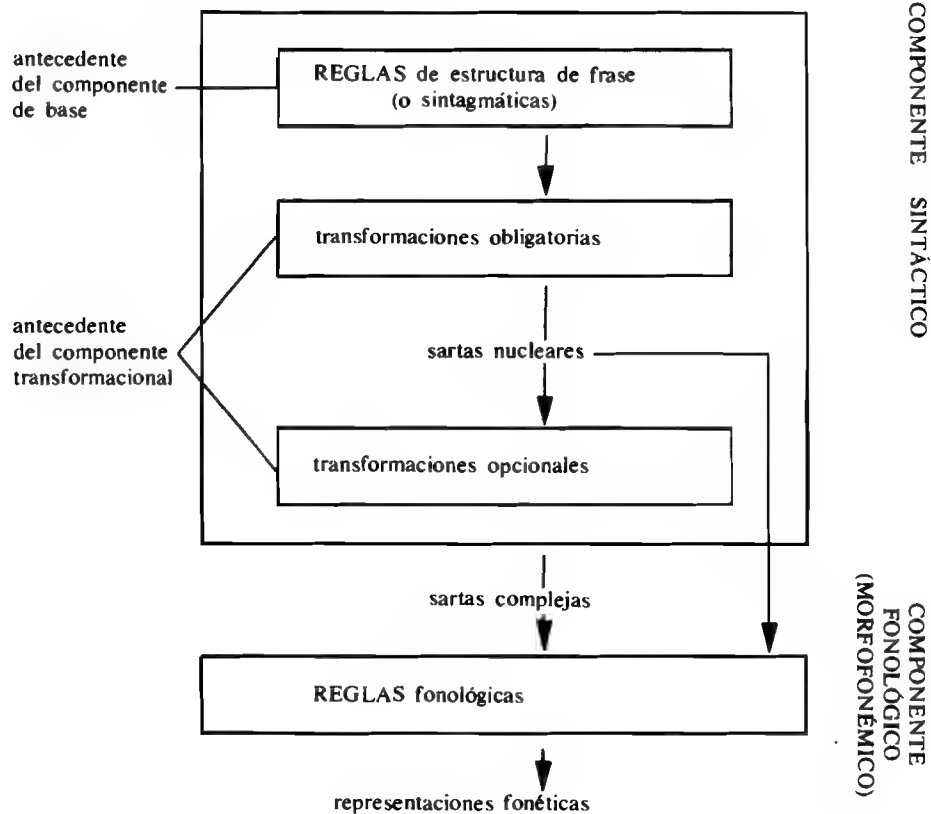 antecedente
del componente
de base
REGLAS de estructura de frase
(o sintagmáticas)
transformaciones obligatorias
antecedente
del componente
transformacional
sartas nucleares
transformaciones opcionales
sartas complejas
REGLAS fonológicas
representaciones fonéticas
COMPONENTE SINTÁCTICO
COMPONENTE
FONOLÓGICO
(MORFOFONÉMICO)